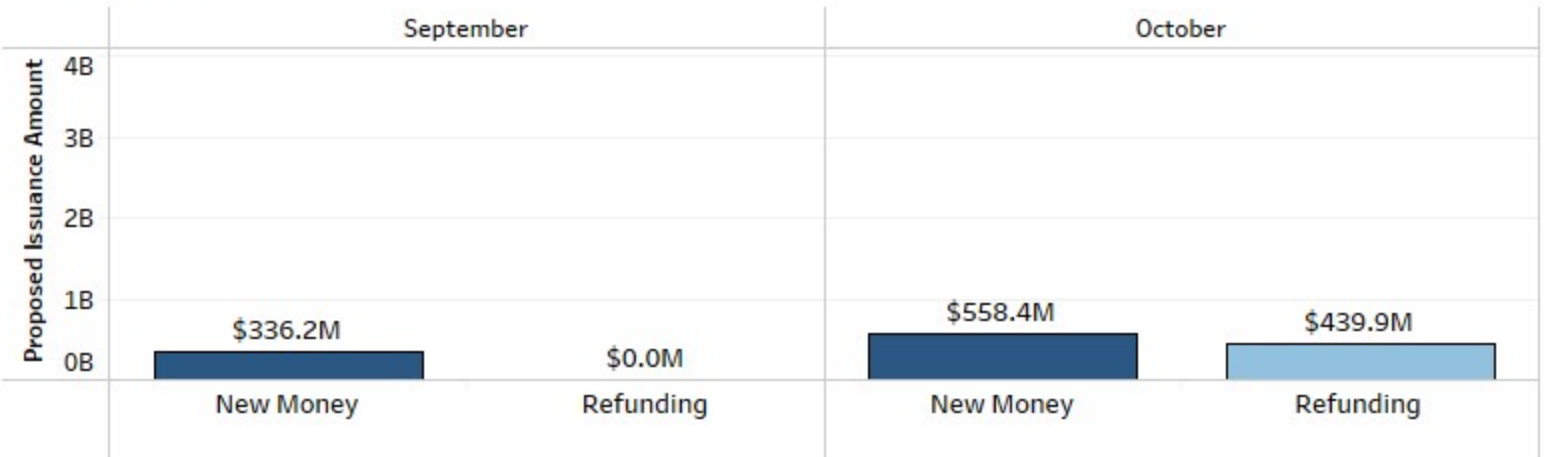 September October
Proposed Issuance Amount
4B
3B
2B
1B
0B
$336.2M
$0.0M
$558.4M
$439.9M
New Money Refunding New Money Refunding